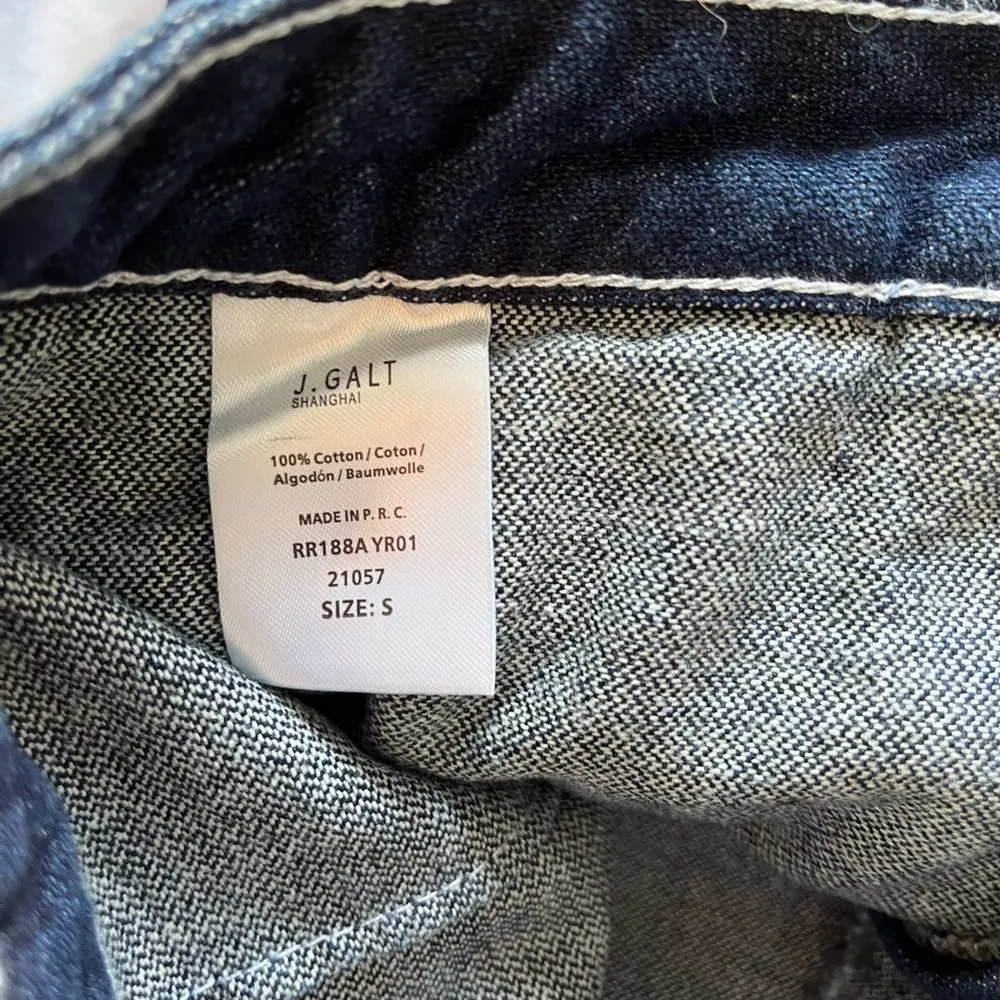 J. GALT
SHANGHAI
100% Cotton / Coton /
Algodón / Baumwolle
MADE IN P. R. C.
RR188A YR01
21057
SIZE: S